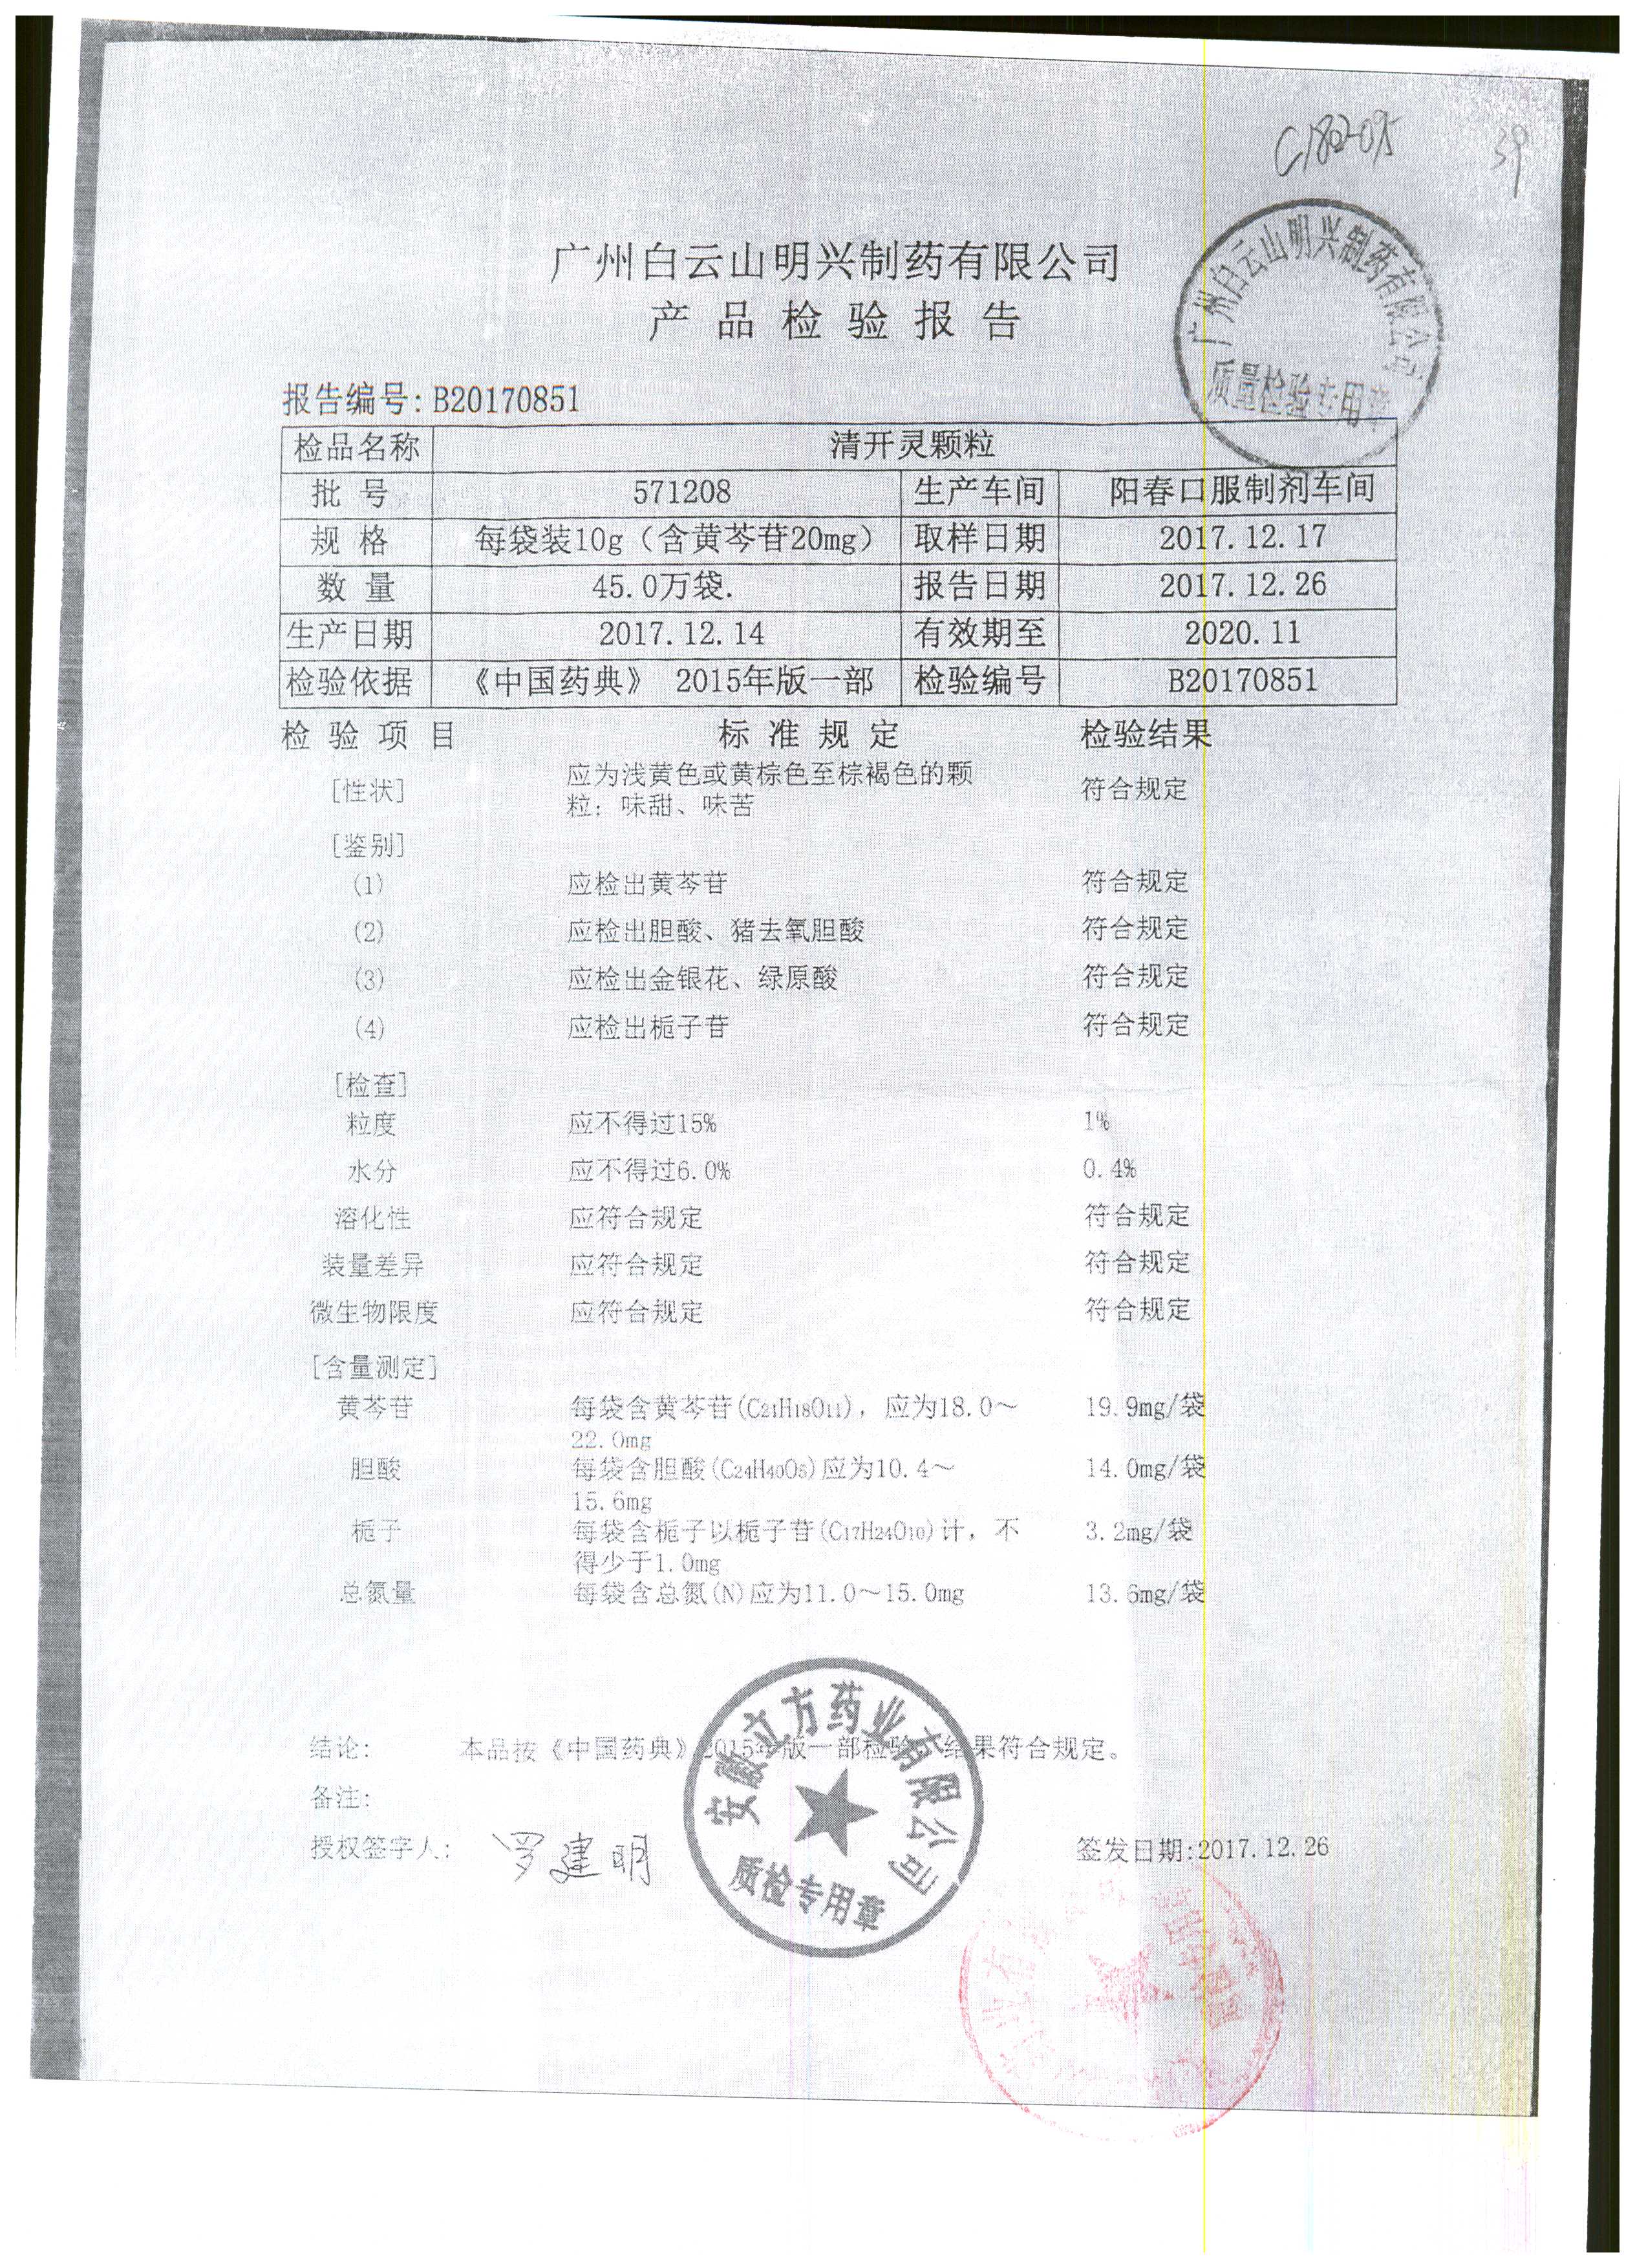 C1802-095
39
广州白云山明兴制药有限公司
产品检验报告
广州白云山明兴制药有限公司
质量检验专用章
报告编号:B20170851
检品名称 清开灵颗粒
批号 571208 生产车间 阳春口服制剂车间
规格 每袋装10g（含黄芩苷20mg） 取样日期 2017.12.17
数量 45.0万袋. 报告日期 2017.12.26
生产日期 2017.12.14 有效期至 2020.11
检验依据 《中国药典》 2015年版一部 检验编号 B20170851
检验项目 标准规定 检验结果
[性状] 应为浅黄色或黄棕色至棕褐色的颗 符合规定
粒；味甜、味苦
[鉴别]
(1) 应检出黄芩苷 符合规定
(2) 应检出胆酸、猪去氧胆酸 符合规定
(3) 应检出金银花、绿原酸 符合规定
(4) 应检出栀子苷 符合规定
[检查]
粒度 应不得过15% 1%
水分 应不得过6.0% 0.4%
溶化性 应符合规定 符合规定
装量差异 应符合规定 符合规定
微生物限度 应符合规定 符合规定
[含量测定]
黄芩苷 每袋含黄芩苷(C21H18O11)，应为18.0～ 19.9mg/袋
22.0mg
胆酸 每袋含胆酸(C24H40O5)应为10.4～ 14.0mg/袋
15.6mg
栀子 每袋含栀子以栀子苷(C17H24O10)计，不 3.2mg/袋
得少于1.0mg
总氮量 每袋含总氮(N)应为11.0～15.0mg 13.6mg/袋
结论: 本品按《中国药典》2015年版一部检验，结果符合规定。
备注:
授权签字人: 罗建明 签发日期:2017.12.26
安徽立方药业有限公司
质检专用章